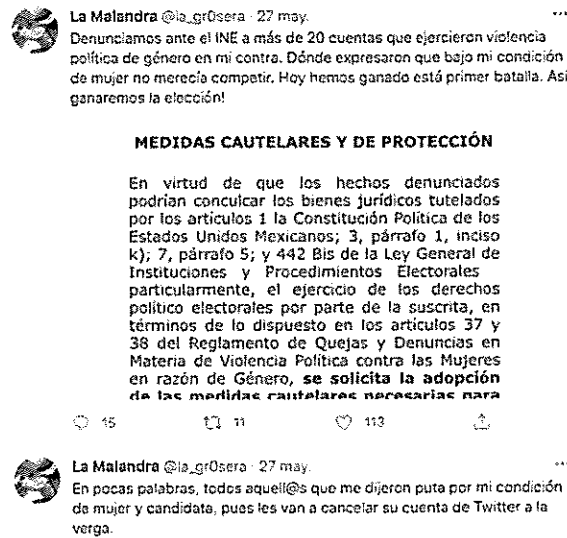 La Malandra @la_gr0sera · 27 may.
Denunciamos ante el INE a más de 20 cuentas que ejercieron violencia
política de género en mi contra. Dónde expresaron que bajo mi condición
de mujer no merecía competir. Hoy hemos ganado está primer batalla. Así
ganaremos la elección!
MEDIDAS CAUTELARES Y DE PROTECCIÓN
En virtud de que los hechos denunciados
podrían conculcar los bienes jurídicos tutelados
por los artículos 1 la Constitución Política de los
Estados Unidos Mexicanos; 3, párrafo 1, inciso
k); 7, párrafo 5; y 442 Bis de la Ley General de
Instituciones y Procedimientos Electorales
particularmente, el ejercicio de los derechos
político electorales por parte de la suscrita, en
términos de lo dispuesto en los artículos 37 y
38 del Reglamento de Quejas y Denuncias en
Materia de Violencia Política contra las Mujeres
en razón de Género, se solicita la adopción
de las medidas cautelares necesarias para
15 11 113
La Malandra @la_gr0sera · 27 may.
En pocas palabras, todos aquell@s que me dijeron puta por mi condición
de mujer y candidata, pues les van a cancelar su cuenta de Twitter a la
verga.